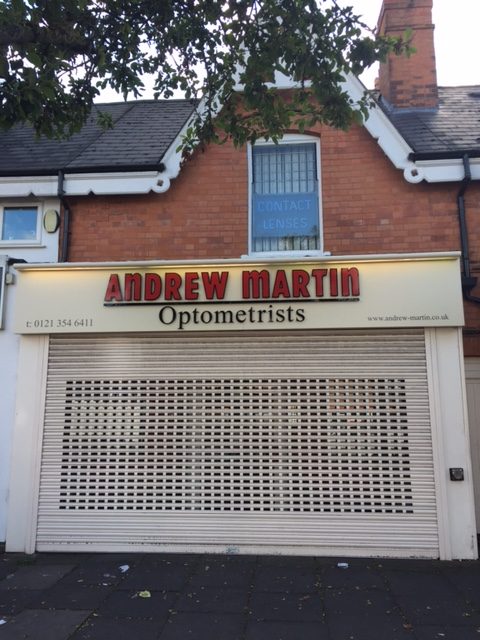 CONTACT
LENSES
ANDREW MARTIN
Optometrists
t: 0121 354 6411
www.andrew-martin.co.uk